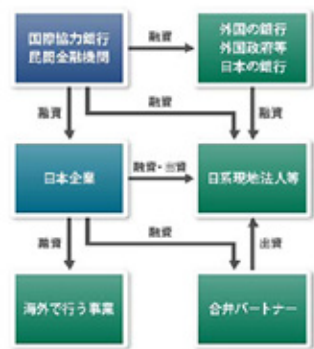 国際協力銀行
民間金融機関
融資
外国の銀行
外国政府等
日本の銀行
融資
融資
融資
日本企業
融資・出資
日系現地法人等
融資
融資
出資
海外で行う事業
合弁パートナー